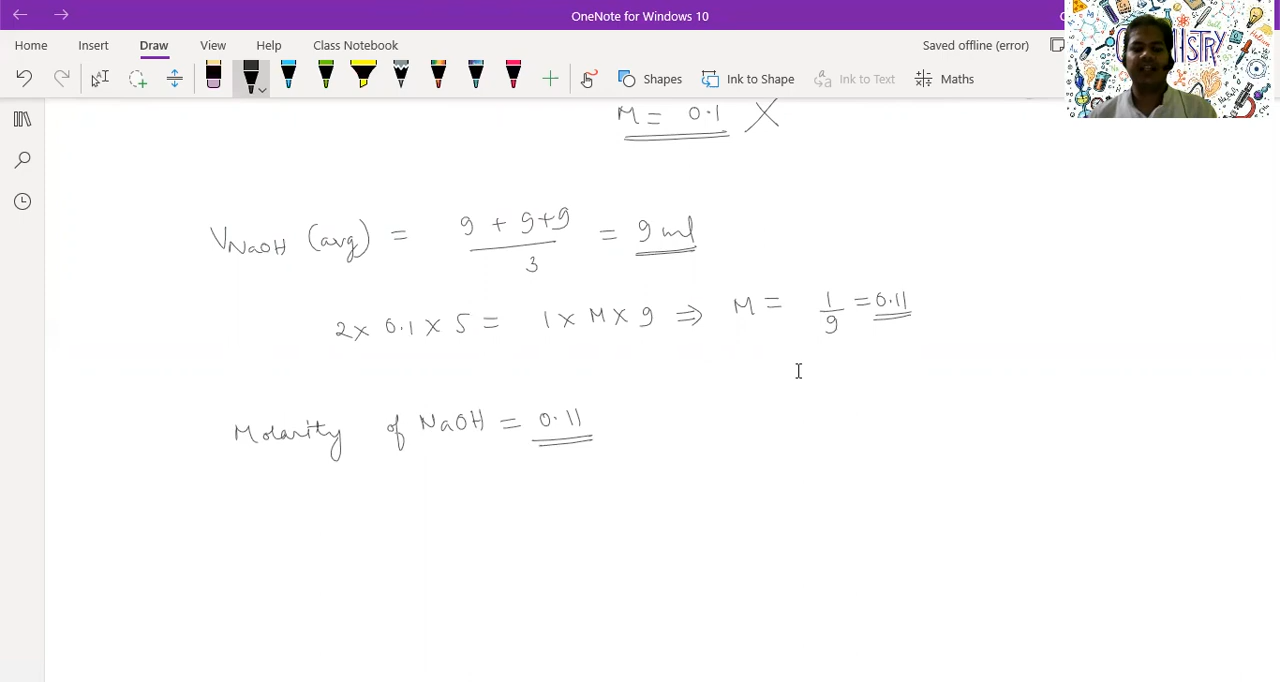 OneNote for Windows 10
Home Insert Draw View Help Class Notebook Saved offline (error)
Shapes Ink to Shape Ink to Text Maths
CHEMISTRY
M = 0.1 X
V NaOH (avg) = 9 + 9+9 / 3 = 9 ml
2 x 0.1 x 5 = 1 x M x 9 ⇒ M = 1/9 = 0.11
Molarity of NaOH = 0.11